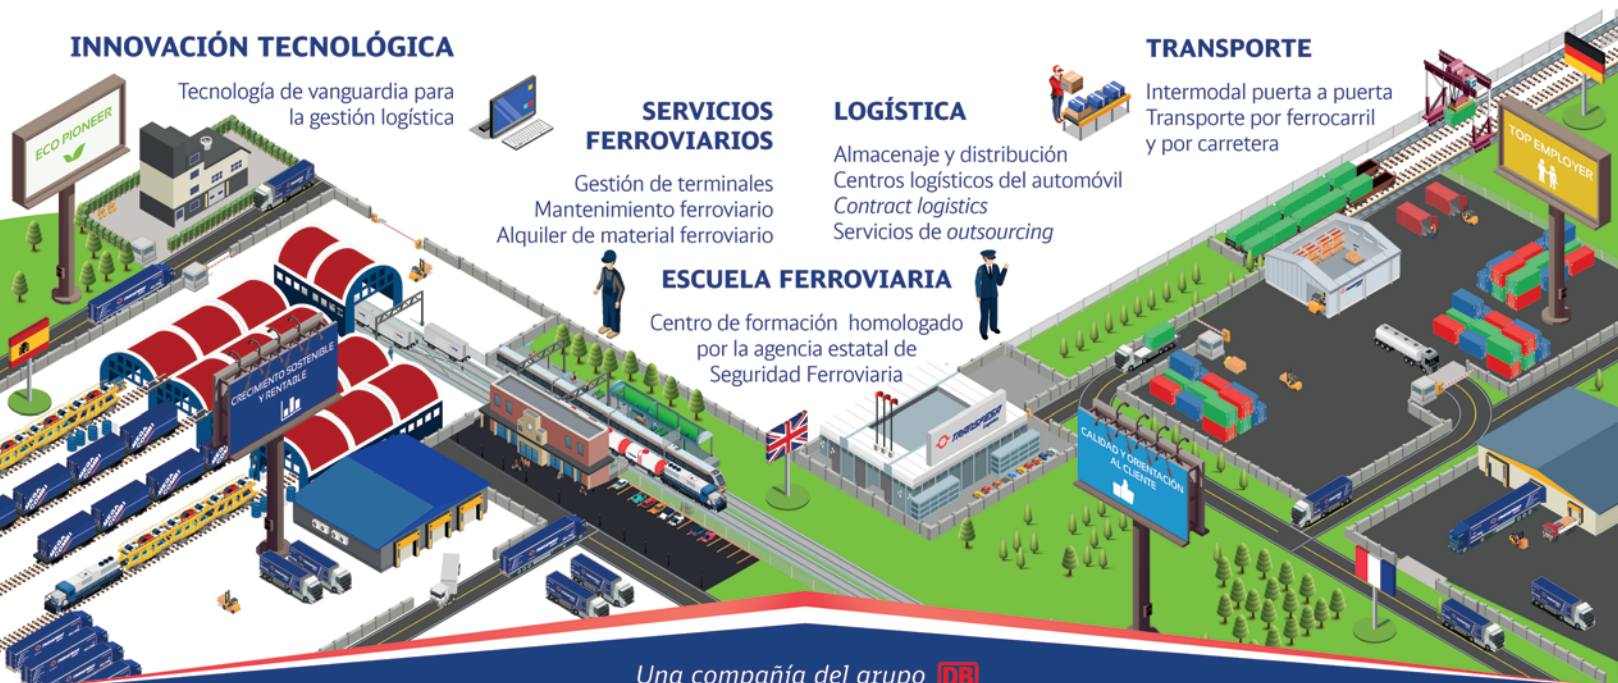 INNOVACIÓN TECNOLÓGICA
Tecnología de vanguardia para
la gestión logística
SERVICIOS
FERROVIARIOS
Gestión de terminales
Mantenimiento ferroviario
Alquiler de material ferroviario
LOGÍSTICA
Almacenaje y distribución
Centros logísticos del automóvil
Contract logistics
Servicios de outsourcing
TRANSPORTE
Intermodal puerta a puerta
Transporte por ferrocarril
y por carretera
ESCUELA FERROVIARIA
Centro de formación homologado
por la agencia estatal de
Seguridad Ferroviaria
ECO PIONEER
TOP EMPLOYER
CRECIMIENTO SOSTENIBLE
Y RENTABLE
TRANSFESA
CALIDAD Y ORIENTACIÓN
AL CLIENTE
Una compañía del grupo DB